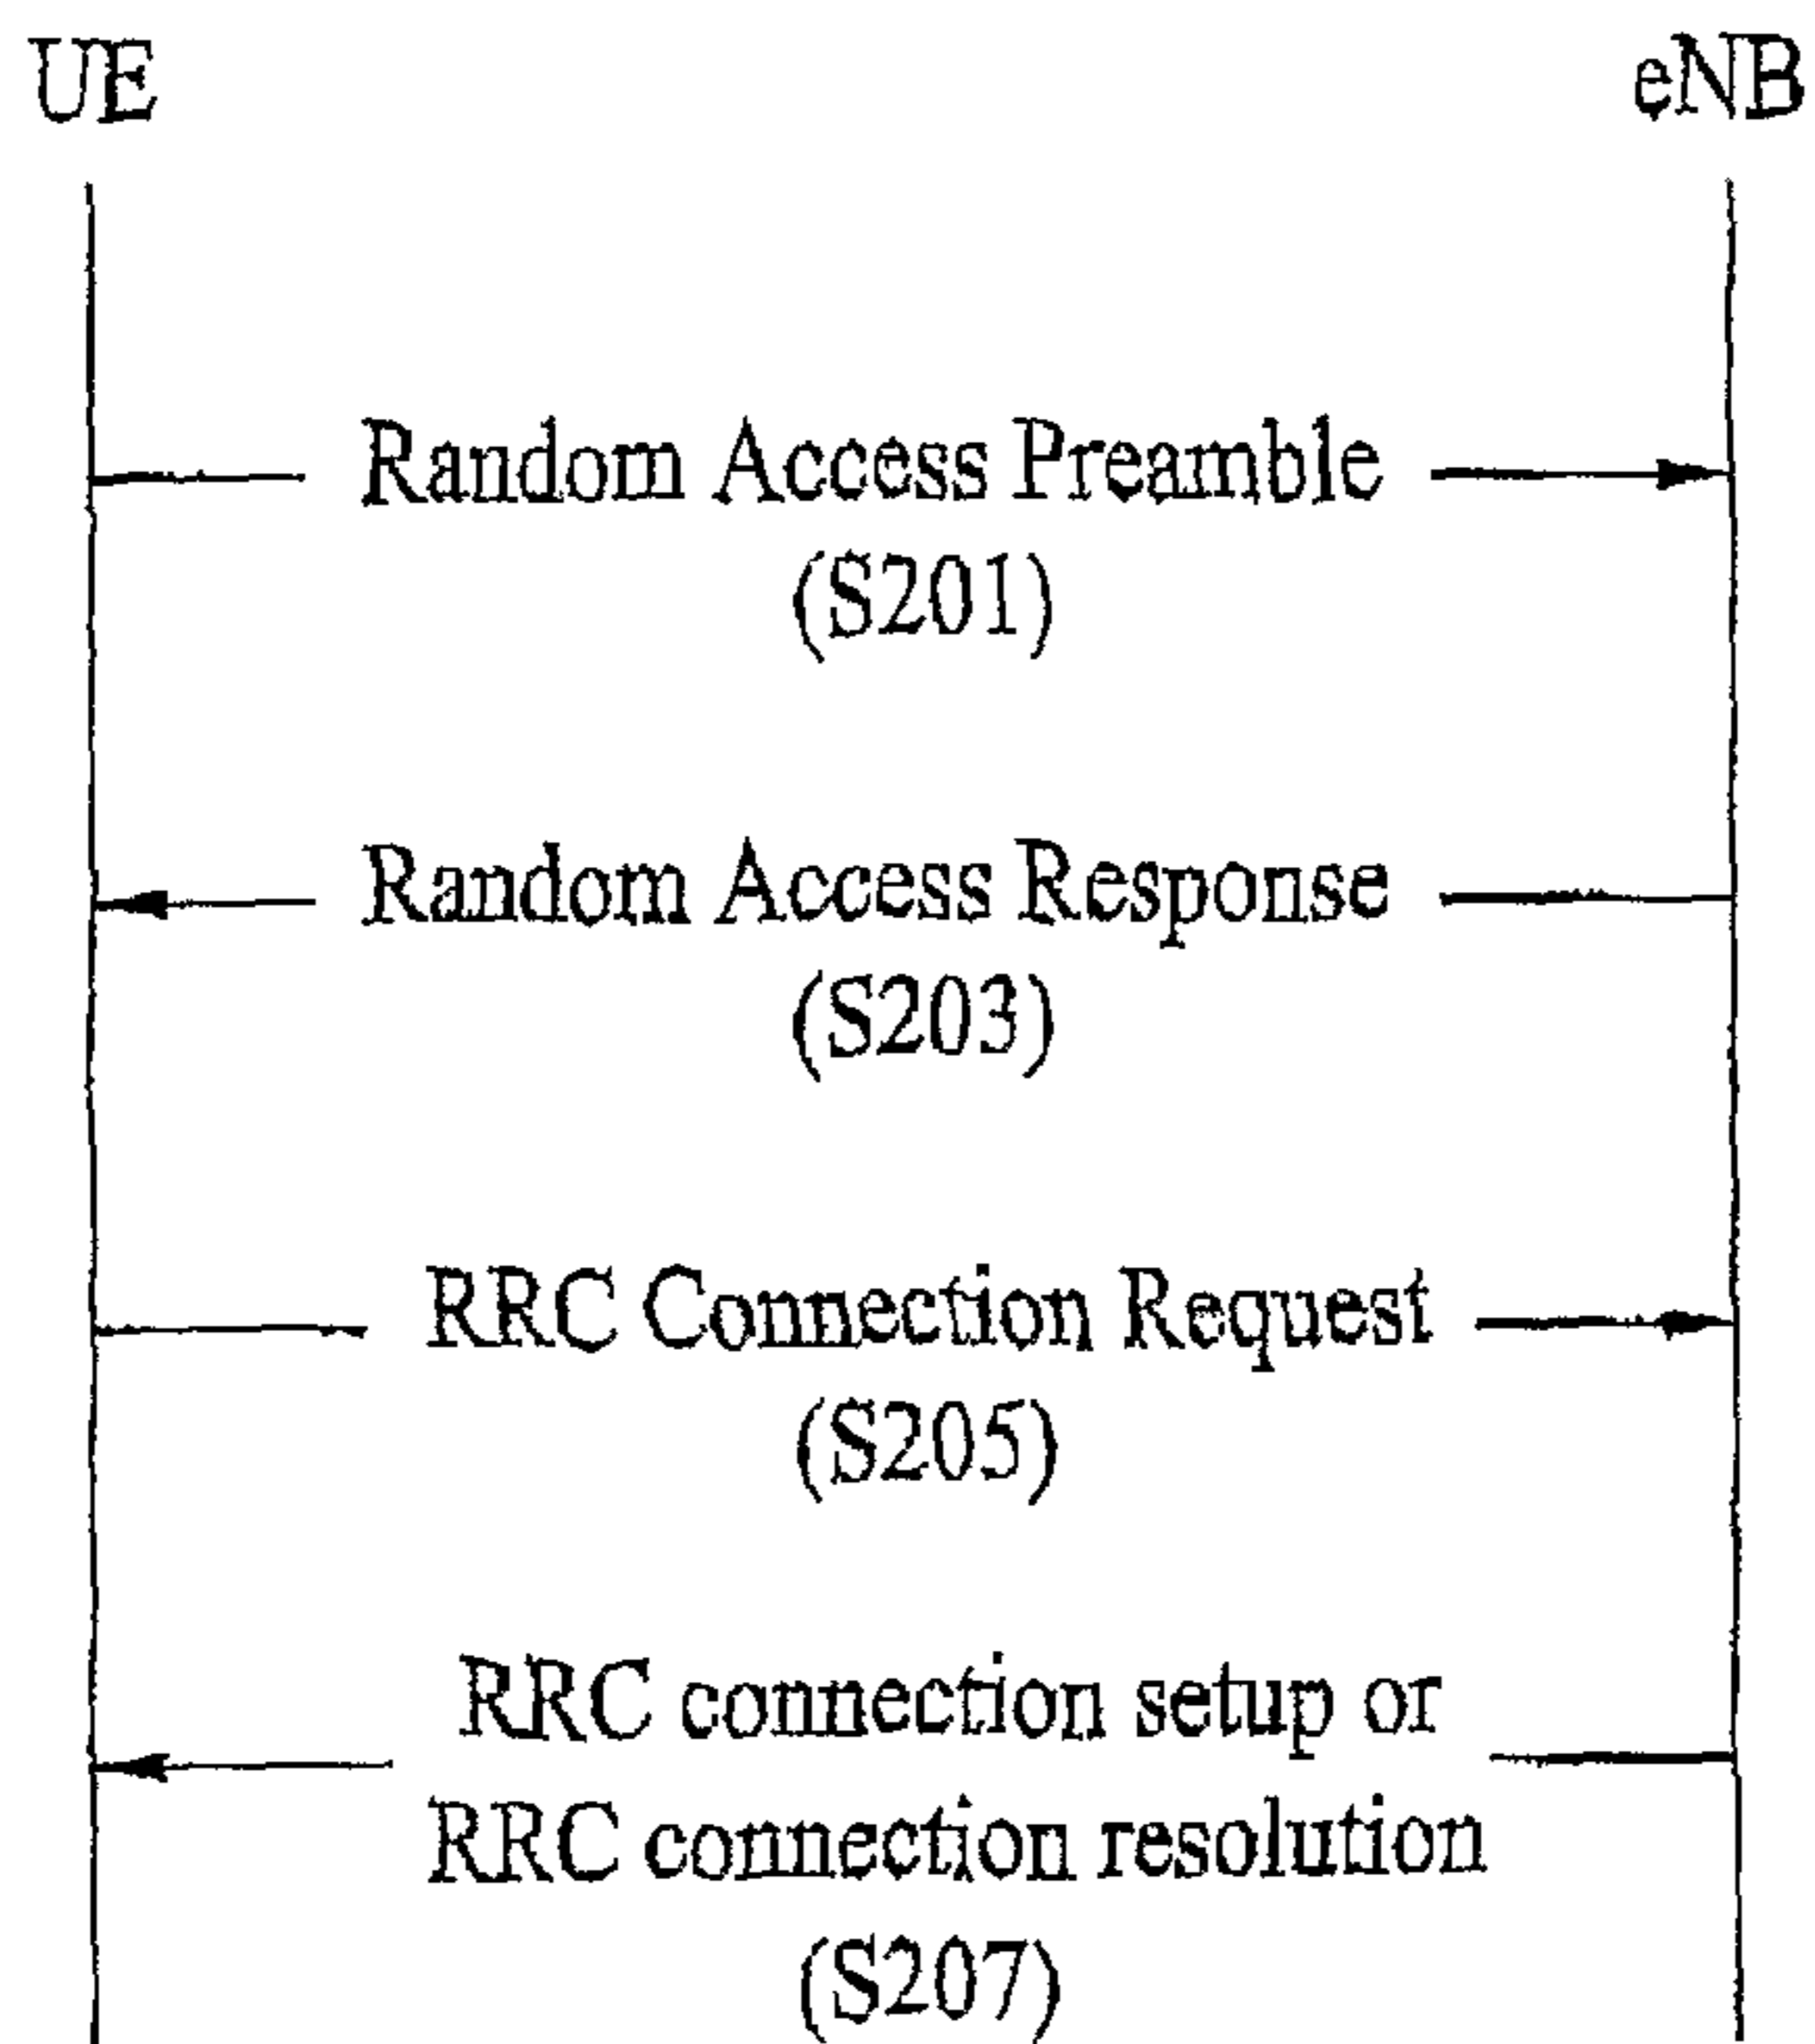 UE eNB
Random Access Preamble
(S201)
Random Access Response
(S203)
RRC Connection Request
(S205)
RRC connection setup or
RRC connection resolution
(S207)